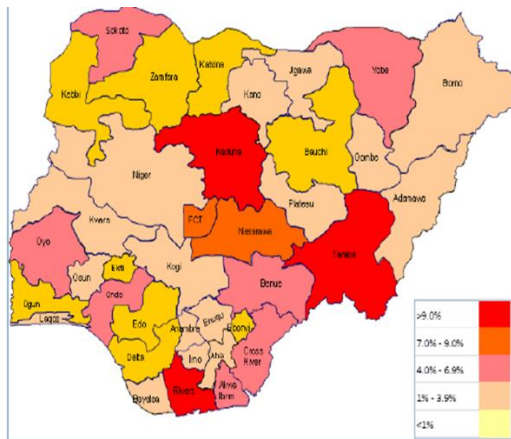 Sokoto
Katsina
Jigawa
Yobe
Borno
Zamfara
Kebbi
Kano
Kaduna
Bauchi
Gombe
Niger
Adamawa
Plateau
FCT
Nasarawa
Kwara
Taraba
Oyo
Kogi
Ekiti
Osun
Benue
Ondo
Ogun
Lagos
Edo
Enugu
Anambra
Ebonyi
Delta
Imo
Abia
Cross
River
Rivers
Akwa
Ibom
Bayelsa
>9.0%
7.0% - 9.0%
4.0% - 6.9%
1% - 3.9%
<1%